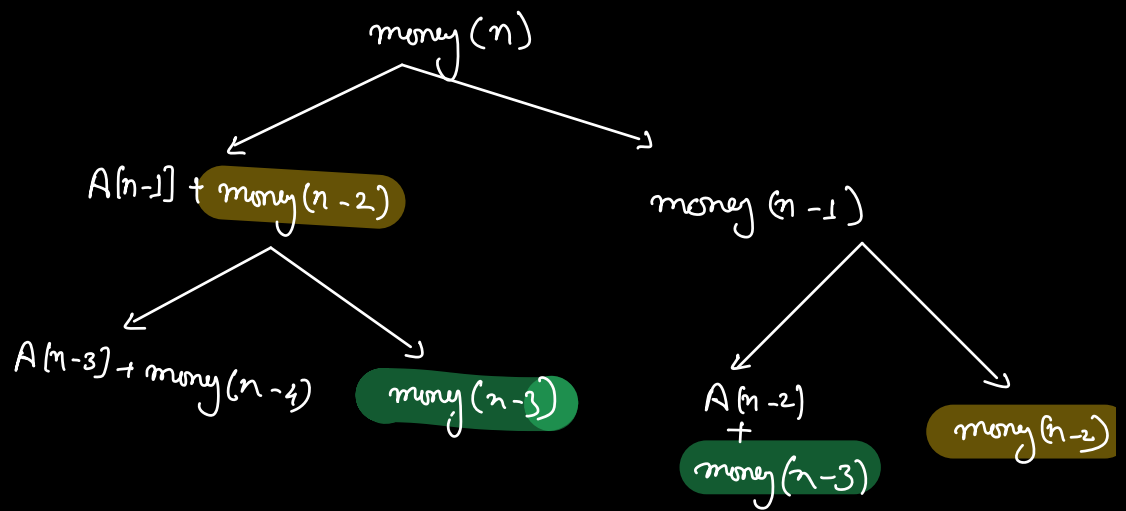 money (n)
A[n-1] + money(n-2)
money (n-1)
A[n-3] + money(n-4)
money (n-3)
A(n-2)
+
money(n-3)
money(n-2)